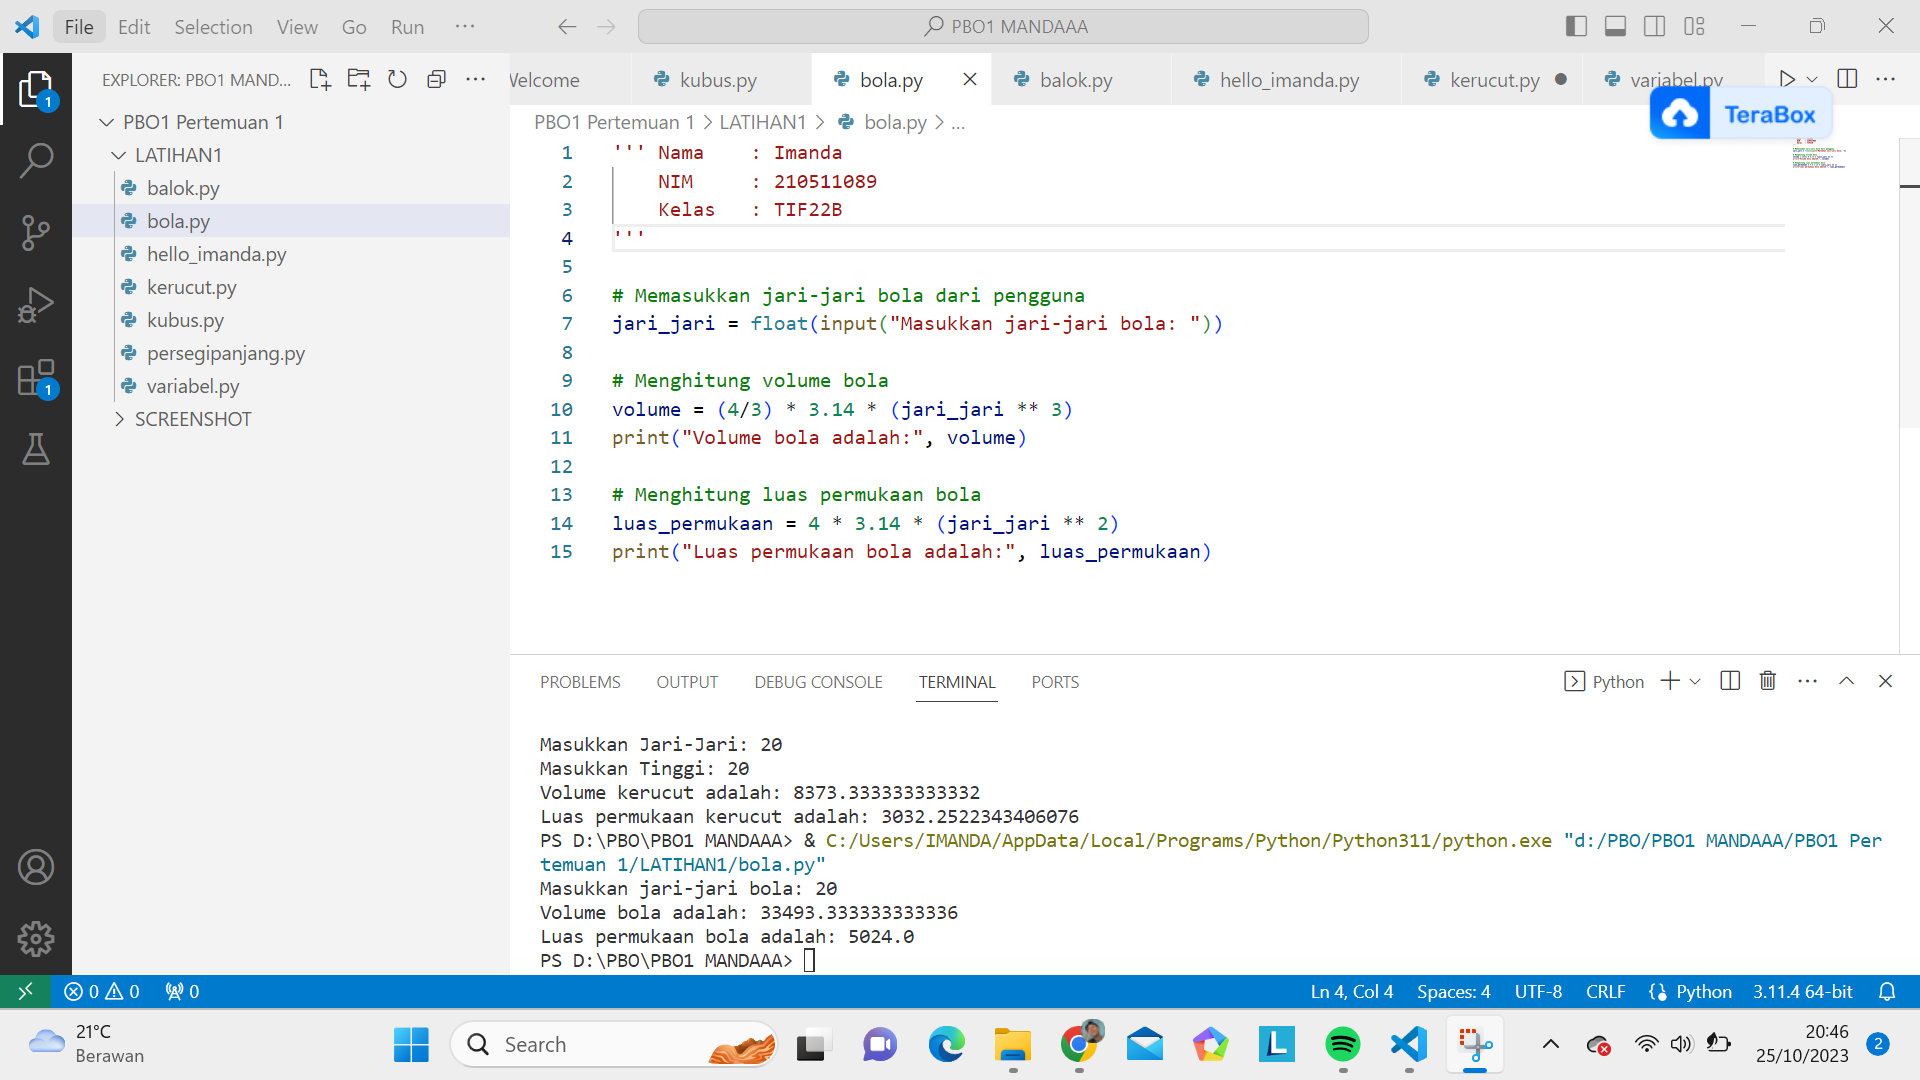 File Edit Selection View Go Run ··· PBO1 MANDAAA
EXPLORER: PBO1 MAND... Welcome kubus.py bola.py balok.py hello_imanda.py kerucut.py variabel.py
TeraBox
PBO1 Pertemuan 1
LATIHAN1
balok.py
bola.py
hello_imanda.py
kerucut.py
kubus.py
persegipanjang.py
variabel.py
SCREENSHOT
1
1
PBO1 Pertemuan 1 > LATIHAN1 > bola.py > ...
1 ''' Nama : Imanda
2 NIM : 210511089
3 Kelas : TIF22B
4 '''
5
6 # Memasukkan jari-jari bola dari pengguna
7 jari_jari = float(input("Masukkan jari-jari bola: "))
8
9 # Menghitung volume bola
10 volume = (4/3) * 3.14 * (jari_jari ** 3)
11 print("Volume bola adalah:", volume)
12
13 # Menghitung luas permukaan bola
14 luas_permukaan = 4 * 3.14 * (jari_jari ** 2)
15 print("Luas permukaan bola adalah:", luas_permukaan)
PROBLEMS OUTPUT DEBUG CONSOLE TERMINAL PORTS Python
Masukkan Jari-Jari: 20
Masukkan Tinggi: 20
Volume kerucut adalah: 8373.333333333332
Luas permukaan kerucut adalah: 3032.2522343406076
PS D:\PBO\PBO1 MANDAAA> & C:/Users/IMANDA/AppData/Local/Programs/Python/Python311/python.exe "d:/PBO/PBO1 MANDAAA/PBO1 Per
temuan 1/LATIHAN1/bola.py"
Masukkan jari-jari bola: 20
Volume bola adalah: 33493.333333333336
Luas permukaan bola adalah: 5024.0
PS D:\PBO\PBO1 MANDAAA>
0 0 0 Ln 4, Col 4 Spaces: 4 UTF-8 CRLF Python 3.11.4 64-bit
21°C
Berawan
Search
20:46
25/10/2023
2